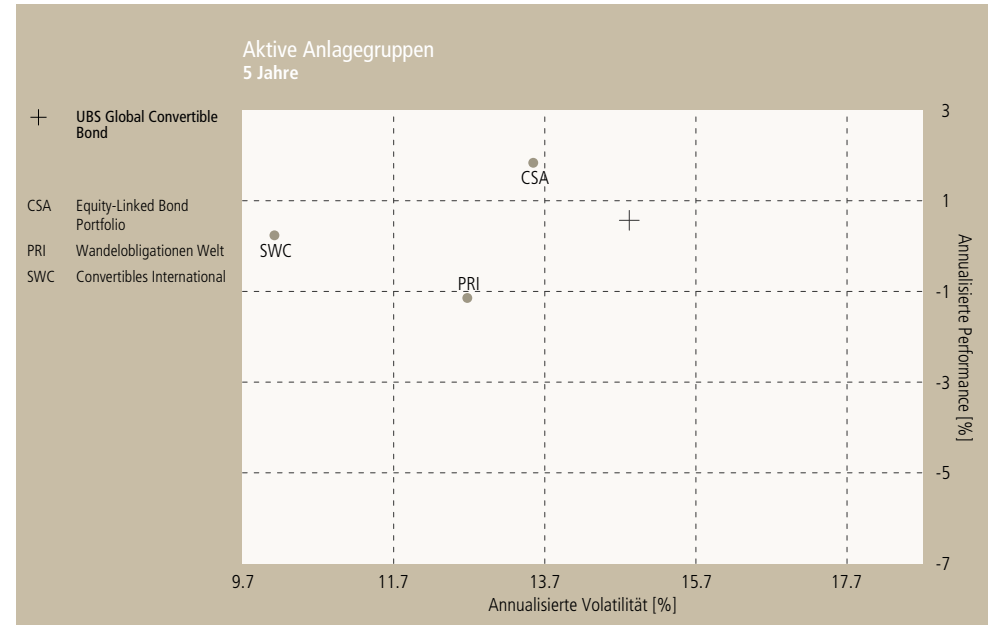 Aktive Anlagegruppen
5 Jahre
UBS Global Convertible
Bond
CSA Equity-Linked Bond
Portfolio
PRI Wandelobligationen Welt
SWC Convertibles International
CSA
SWC
PRI
3
1
-1
-3
-5
-7
Annualisierte Performance [%]
9.7 11.7 13.7 15.7 17.7
Annualisierte Volatilität [%]